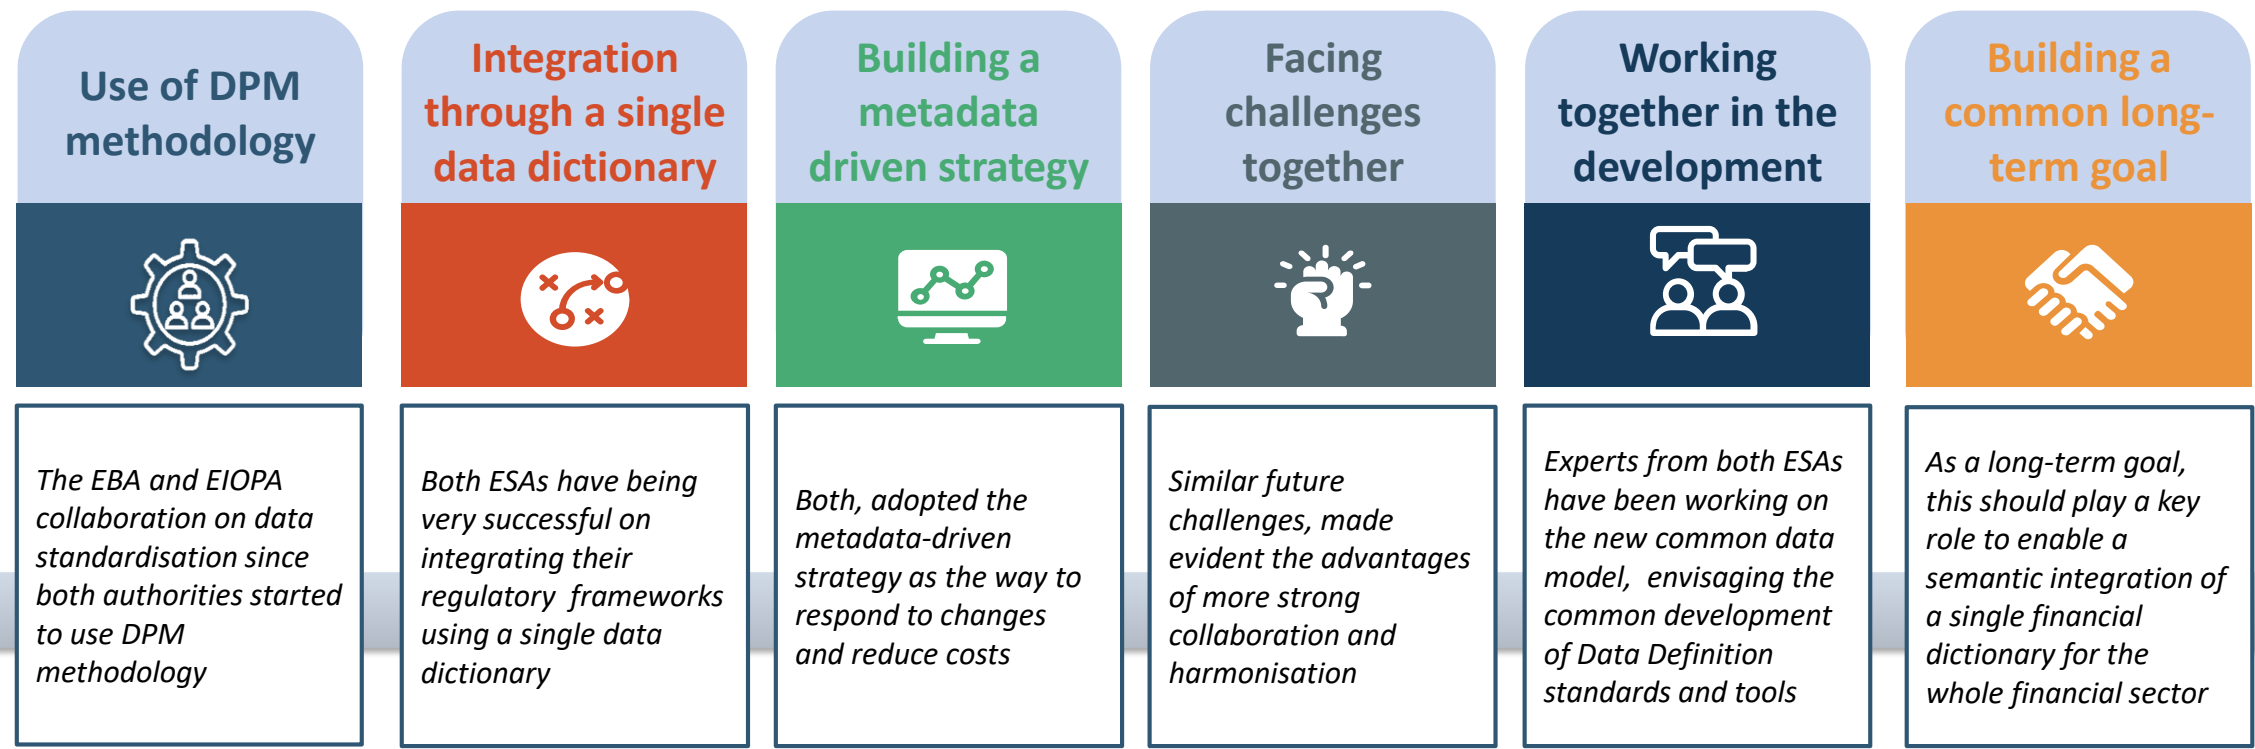 Use of DPM
methodology
The EBA and EIOPA
collaboration on data
standardisation since
both authorities started
to use DPM
methodology
Integration
through a single
data dictionary
Both ESAs have being
very successful on
integrating their
regulatory frameworks
using a single data
dictionary
Building a
metadata
driven strategy
Both, adopted the
metadata-driven
strategy as the way to
respond to changes
and reduce costs
Facing
challenges
together
Similar future
challenges, made
evident the advantages
of more strong
collaboration and
harmonisation
Working
together in the
development
Experts from both ESAs
have been working on
the new common data
model, envisaging the
common development
of Data Definition
standards and tools
Building a
common long-
term goal
As a long-term goal,
this should play a key
role to enable a
semantic integration of
a single financial
dictionary for the
whole financial sector